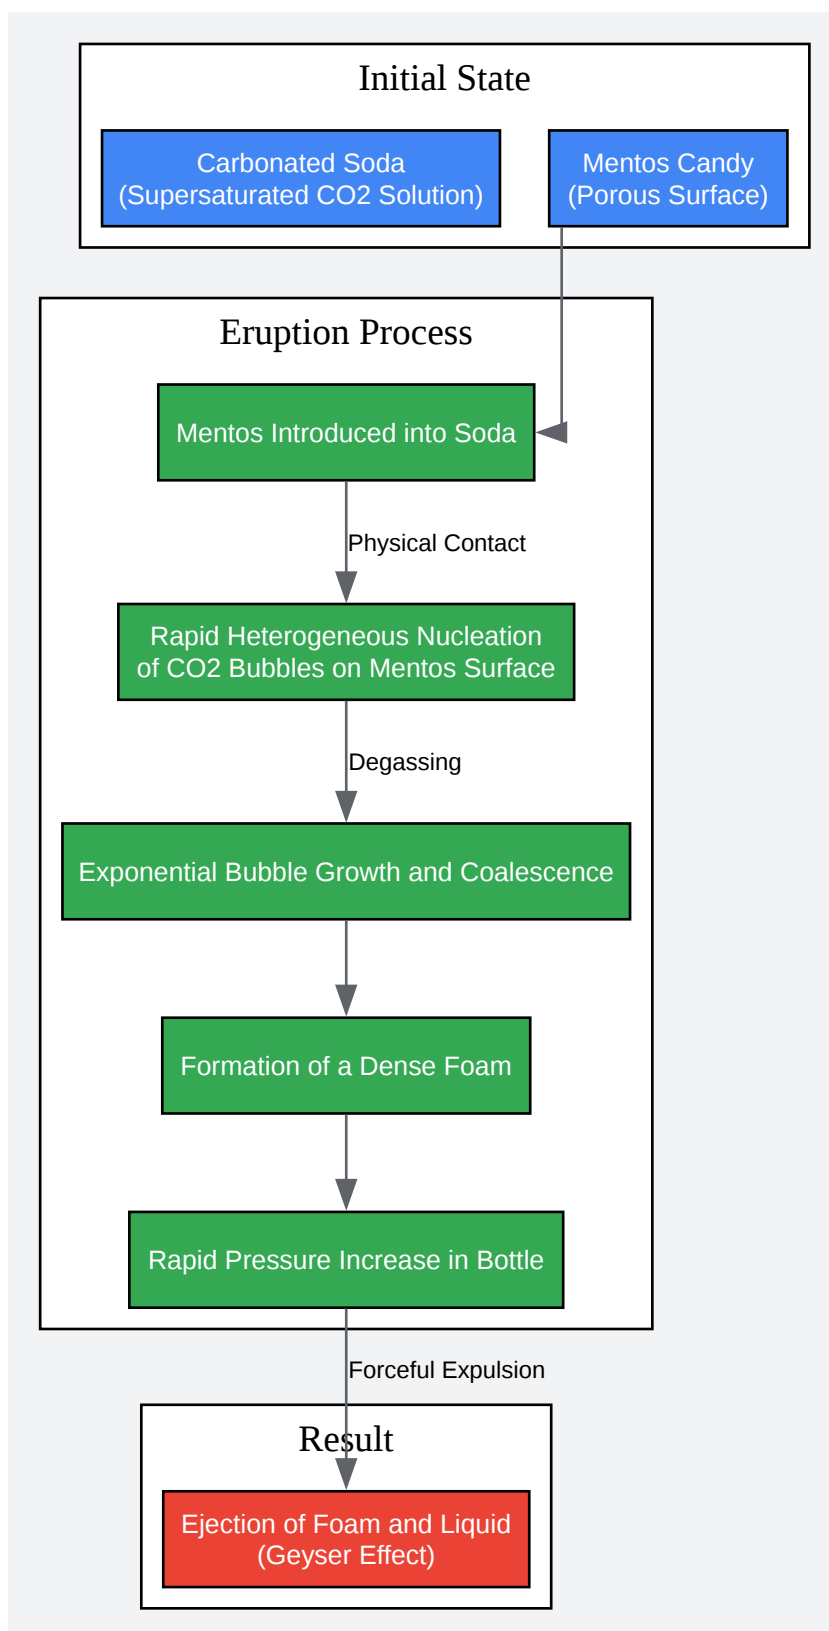 Initial State
Carbonated Soda
(Supersaturated CO2 Solution)
Mentos Candy
(Porous Surface)
Eruption Process
Mentos Introduced into Soda
Physical Contact
Rapid Heterogeneous Nucleation
of CO2 Bubbles on Mentos Surface
Degassing
Exponential Bubble Growth and Coalescence
Formation of a Dense Foam
Rapid Pressure Increase in Bottle
Forceful Expulsion
Result
Ejection of Foam and Liquid
(Geyser Effect)